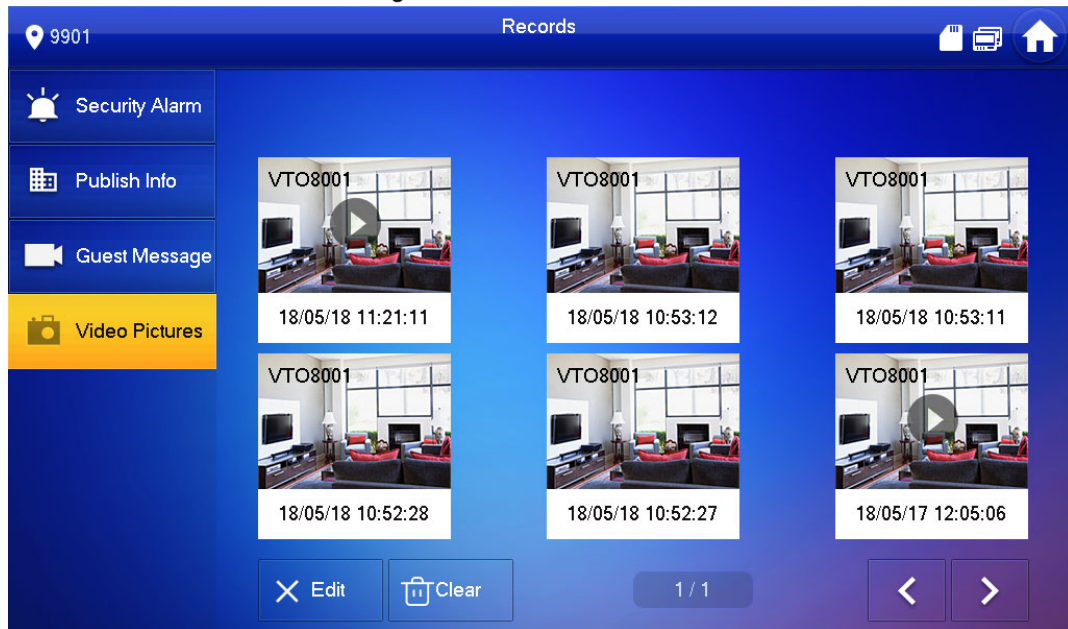 9901
Records
Security Alarm
Publish Info
Guest Message
Video Pictures
VTO8001
VTO8001
VTO8001
18/05/18 11:21:11
18/05/18 10:53:12
18/05/18 10:53:11
VTO8001
VTO8001
VTO8001
18/05/18 10:52:28
18/05/18 10:52:27
18/05/17 12:05:06
Edit
Clear
1 / 1